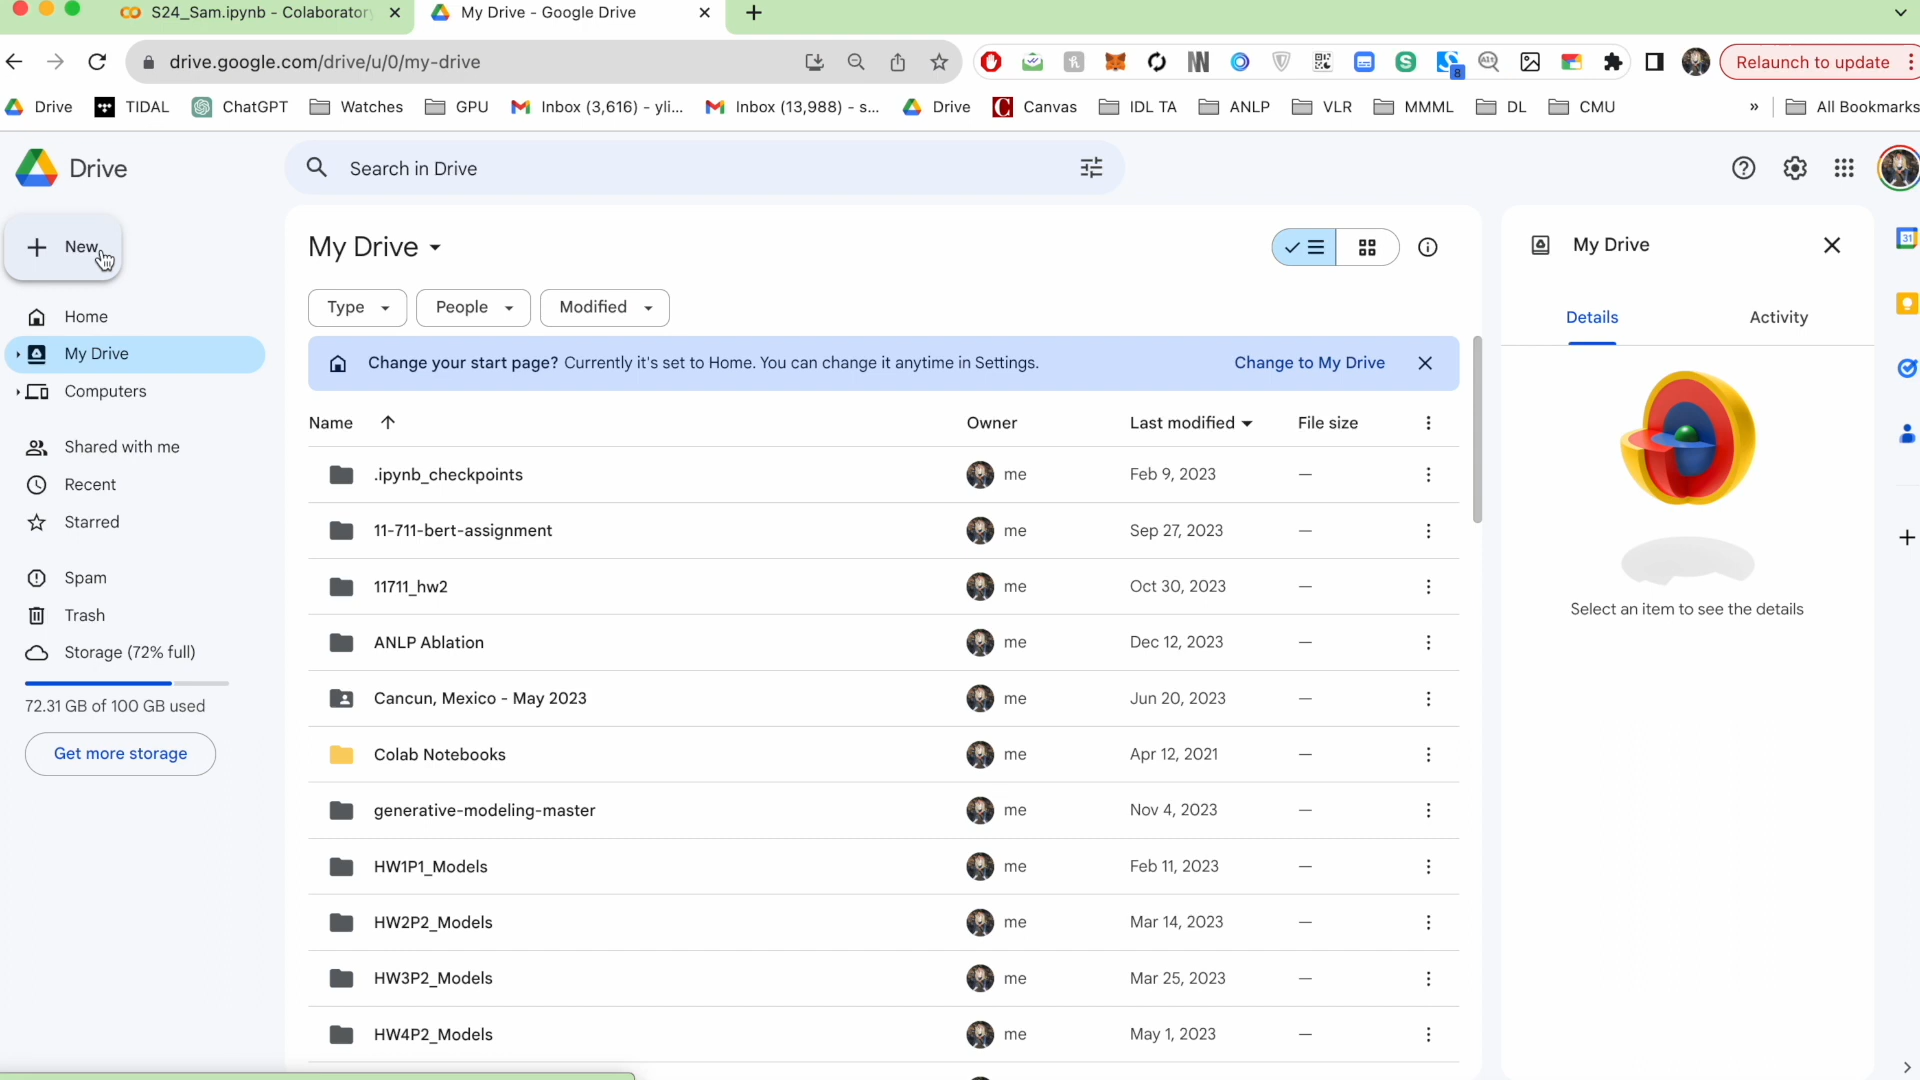 S24_Sam.ipynb - Colaboratory
My Drive - Google Drive
drive.google.com/drive/u/0/my-drive
8
Relaunch to update
Drive
TIDAL
ChatGPT
Watches
GPU
Inbox (3,616) - yli...
Inbox (13,988) - s...
Drive
Canvas
IDL TA
ANLP
VLR
MMML
DL
CMU
»
All Bookmarks
Drive
Search in Drive
New
Home
My Drive
Computers
Shared with me
Recent
Starred
Spam
Trash
Storage (72% full)
72.31 GB of 100 GB used
Get more storage
My Drive
Type
People
Modified
Change your start page? Currently it's set to Home. You can change it anytime in Settings.
Change to My Drive
Name Owner Last modified File size
.ipynb_checkpoints me Feb 9, 2023 —
11-711-bert-assignment me Sep 27, 2023 —
11711_hw2 me Oct 30, 2023 —
ANLP Ablation me Dec 12, 2023 —
Cancun, Mexico - May 2023 me Jun 20, 2023 —
Colab Notebooks me Apr 12, 2021 —
generative-modeling-master me Nov 4, 2023 —
HW1P1_Models me Feb 11, 2023 —
HW2P2_Models me Mar 14, 2023 —
HW3P2_Models me Mar 25, 2023 —
HW4P2_Models me May 1, 2023 —
My Drive
Details
Activity
Select an item to see the details
31